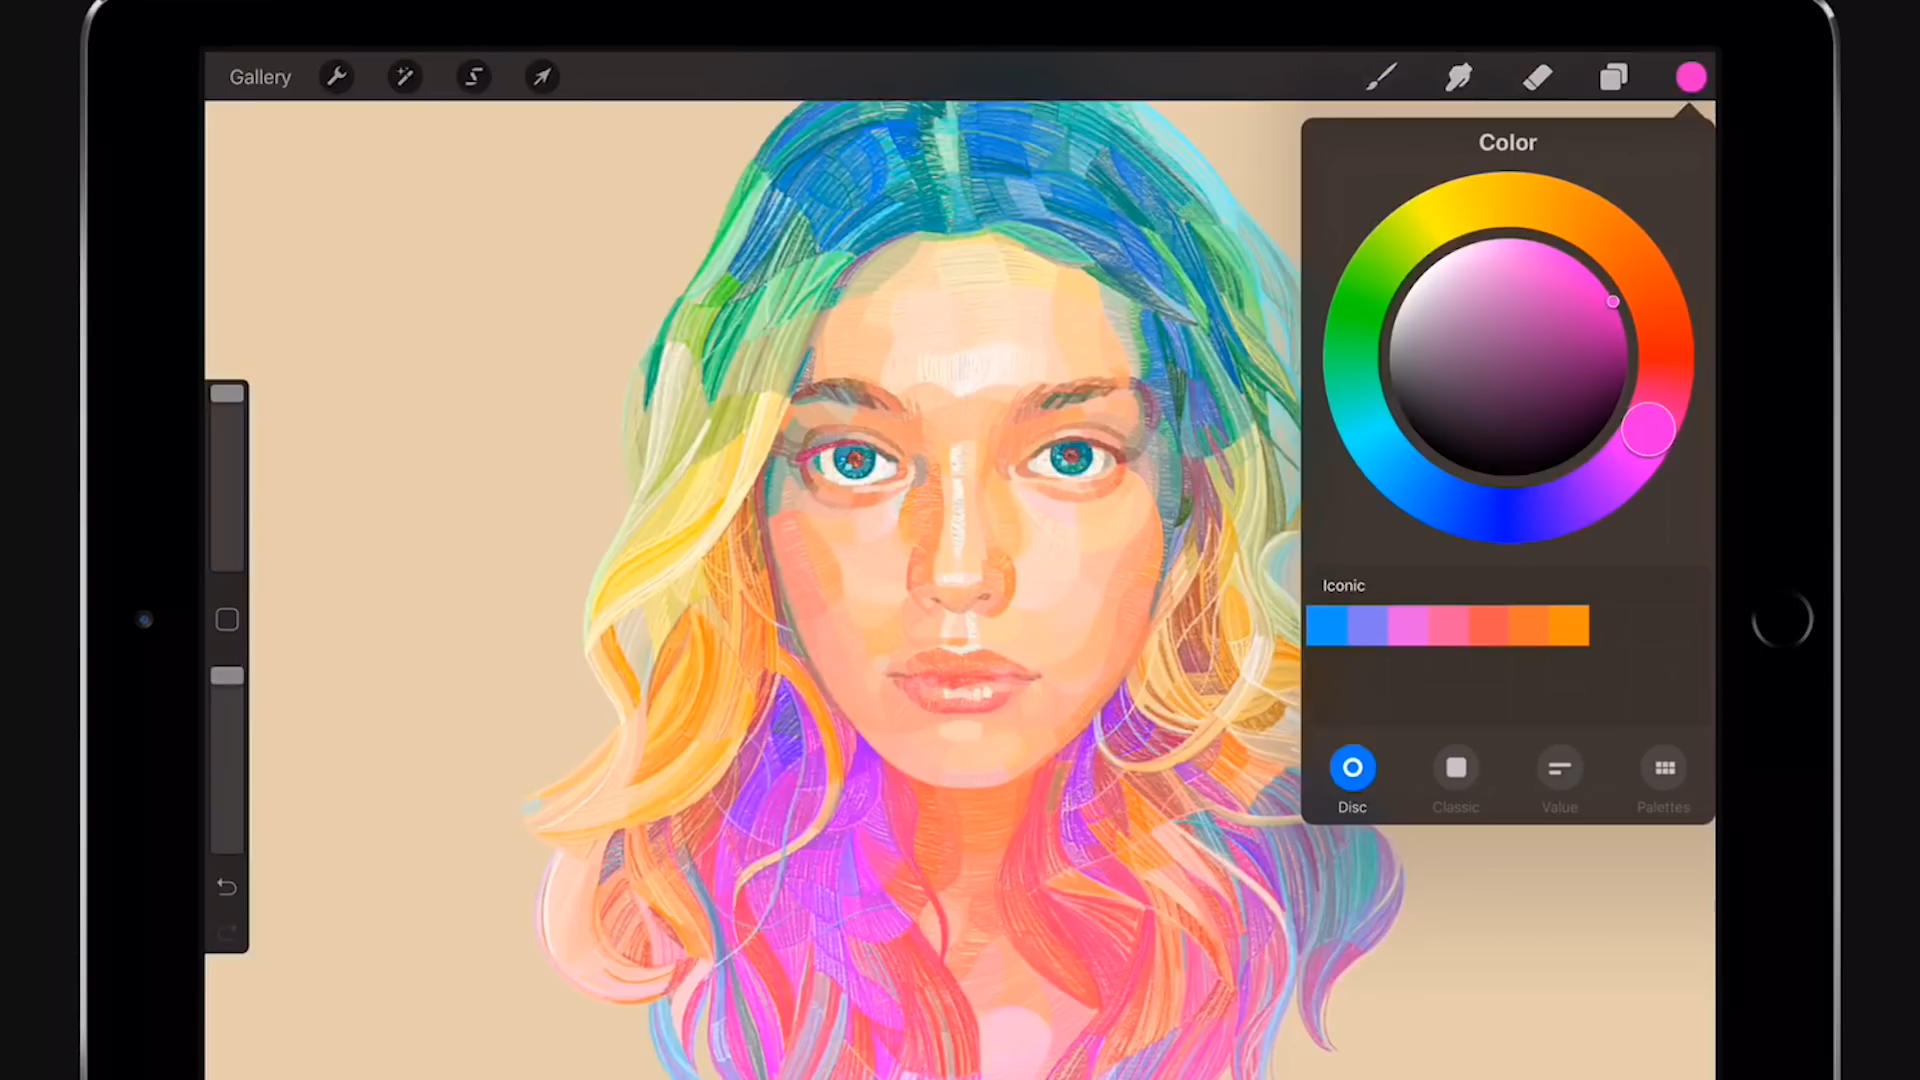 Gallery
Color
Iconic
Disc
Classic
Value
Palettes